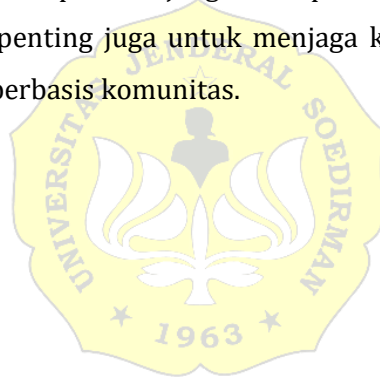 penting juga untuk menjaga k
berbasis komunitas.
UNIVERSITAS JENDERAL SOEDIRMAN
1963